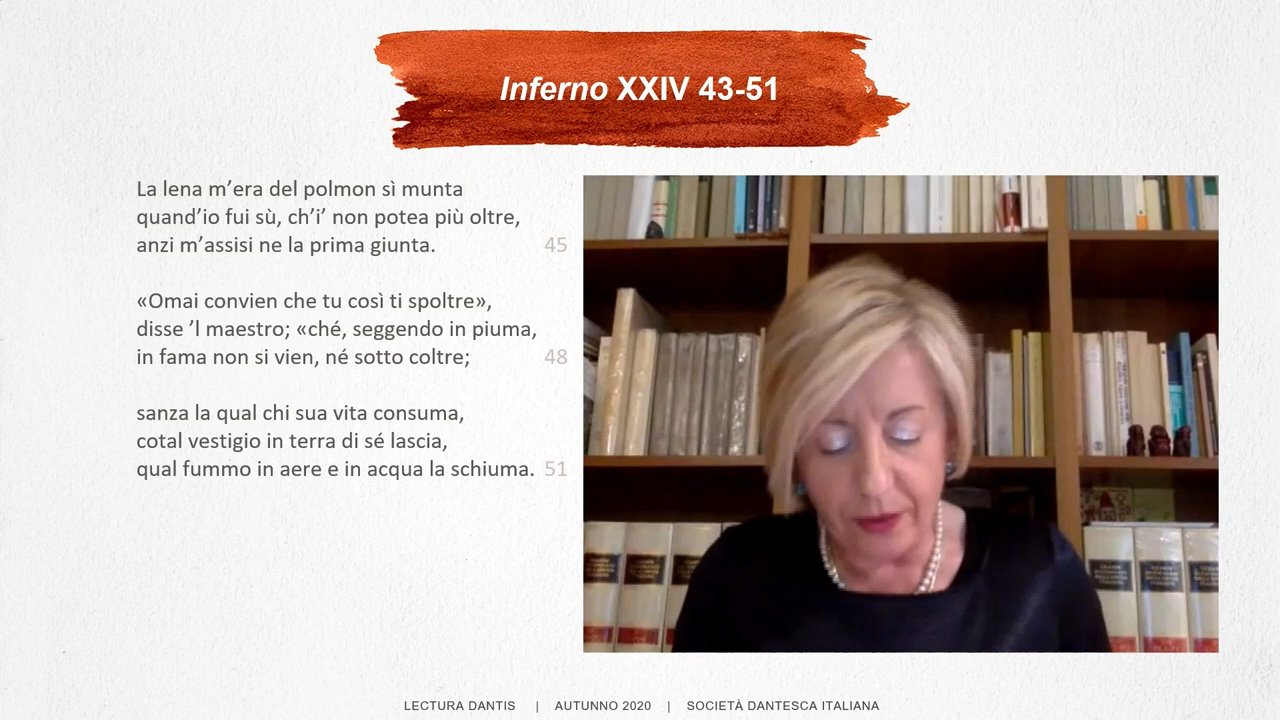 Inferno XXIV 43-51
La lena m’era del polmon sì munta
quand’io fui sù, ch’i’ non potea più oltre,
anzi m’assisi ne la prima giunta. 45
«Omai convien che tu così ti spoltre»,
disse ’l maestro; «ché, seggendo in piuma,
in fama non si vien, né sotto coltre; 48
sanza la qual chi sua vita consuma,
cotal vestigio in terra di sé lascia,
qual fummo in aere e in acqua la schiuma. 51
LECTURA DANTIS | AUTUNNO 2020 | SOCIETÀ DANTESCA ITALIANA